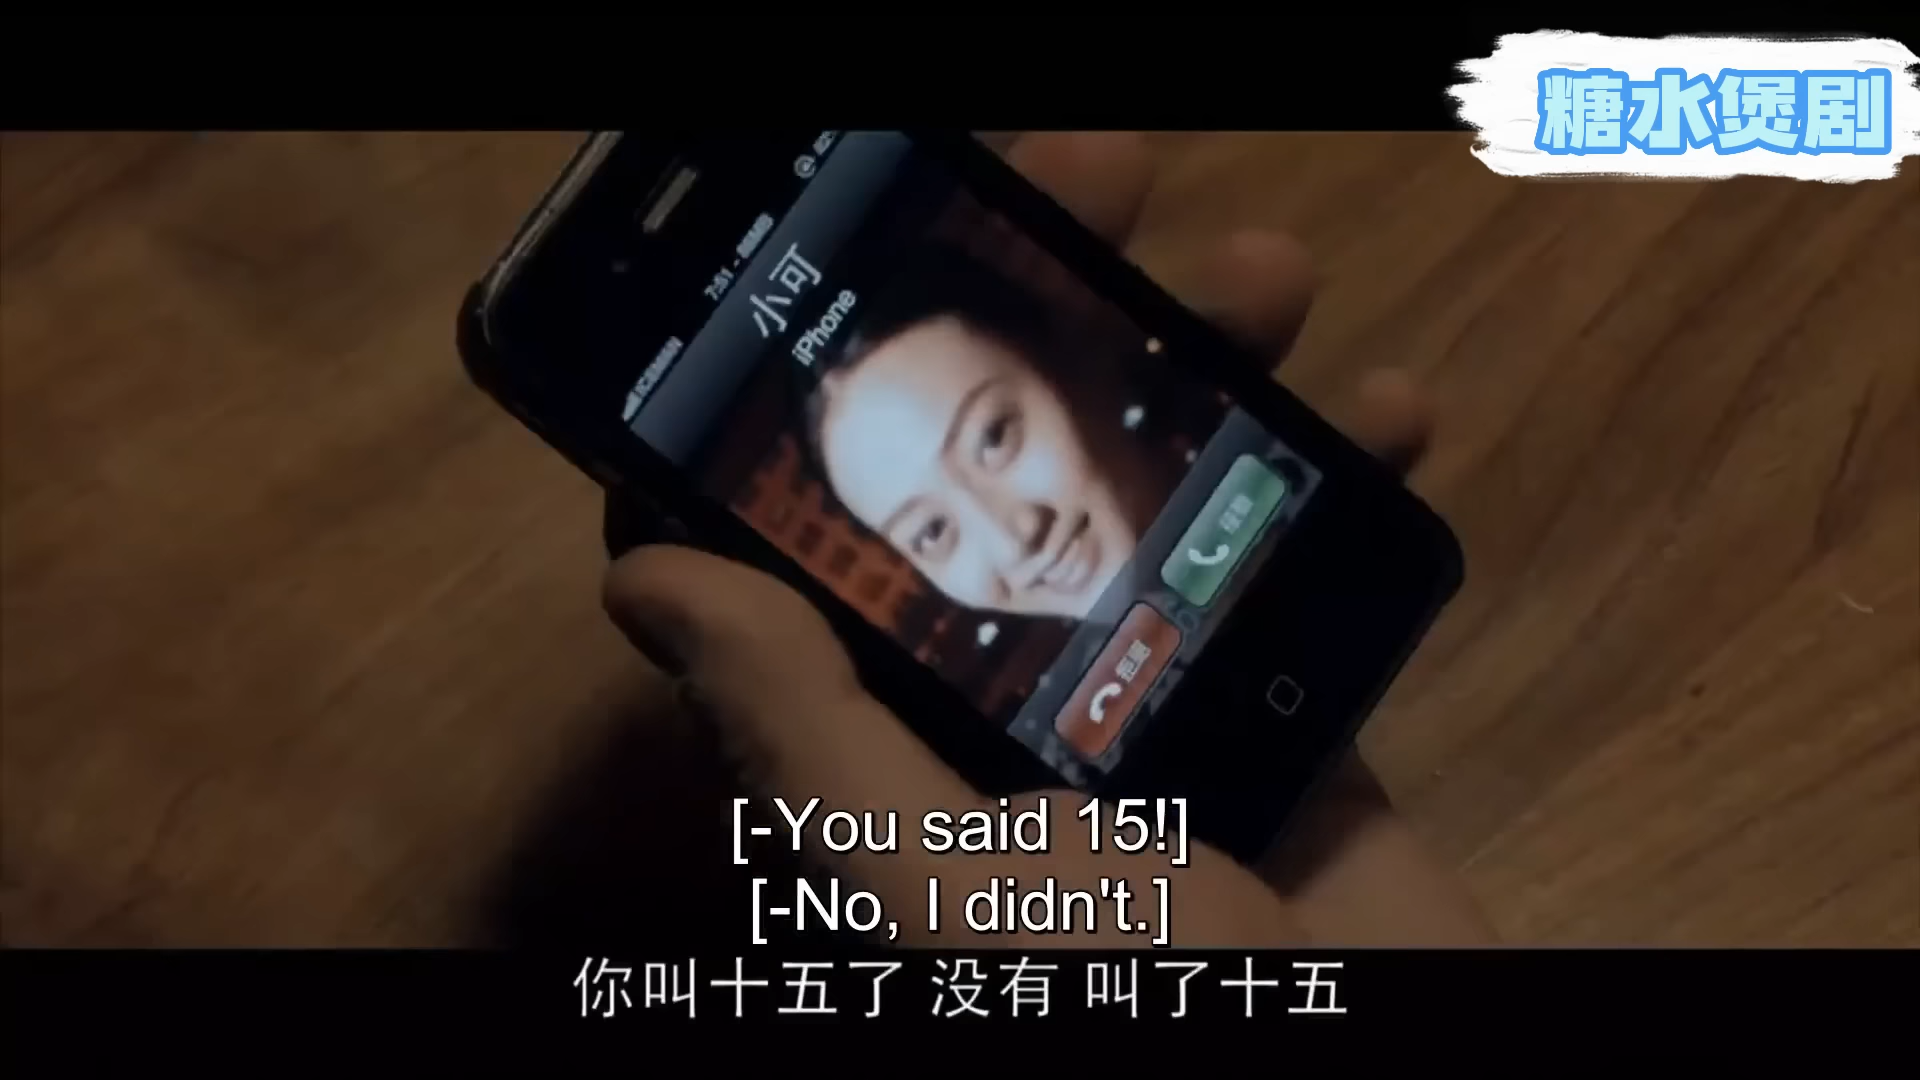 糖水煲剧
小可
iPhone
[-You said 15!]
[-No, I didn't.]
你叫十五了 没有 叫了十五